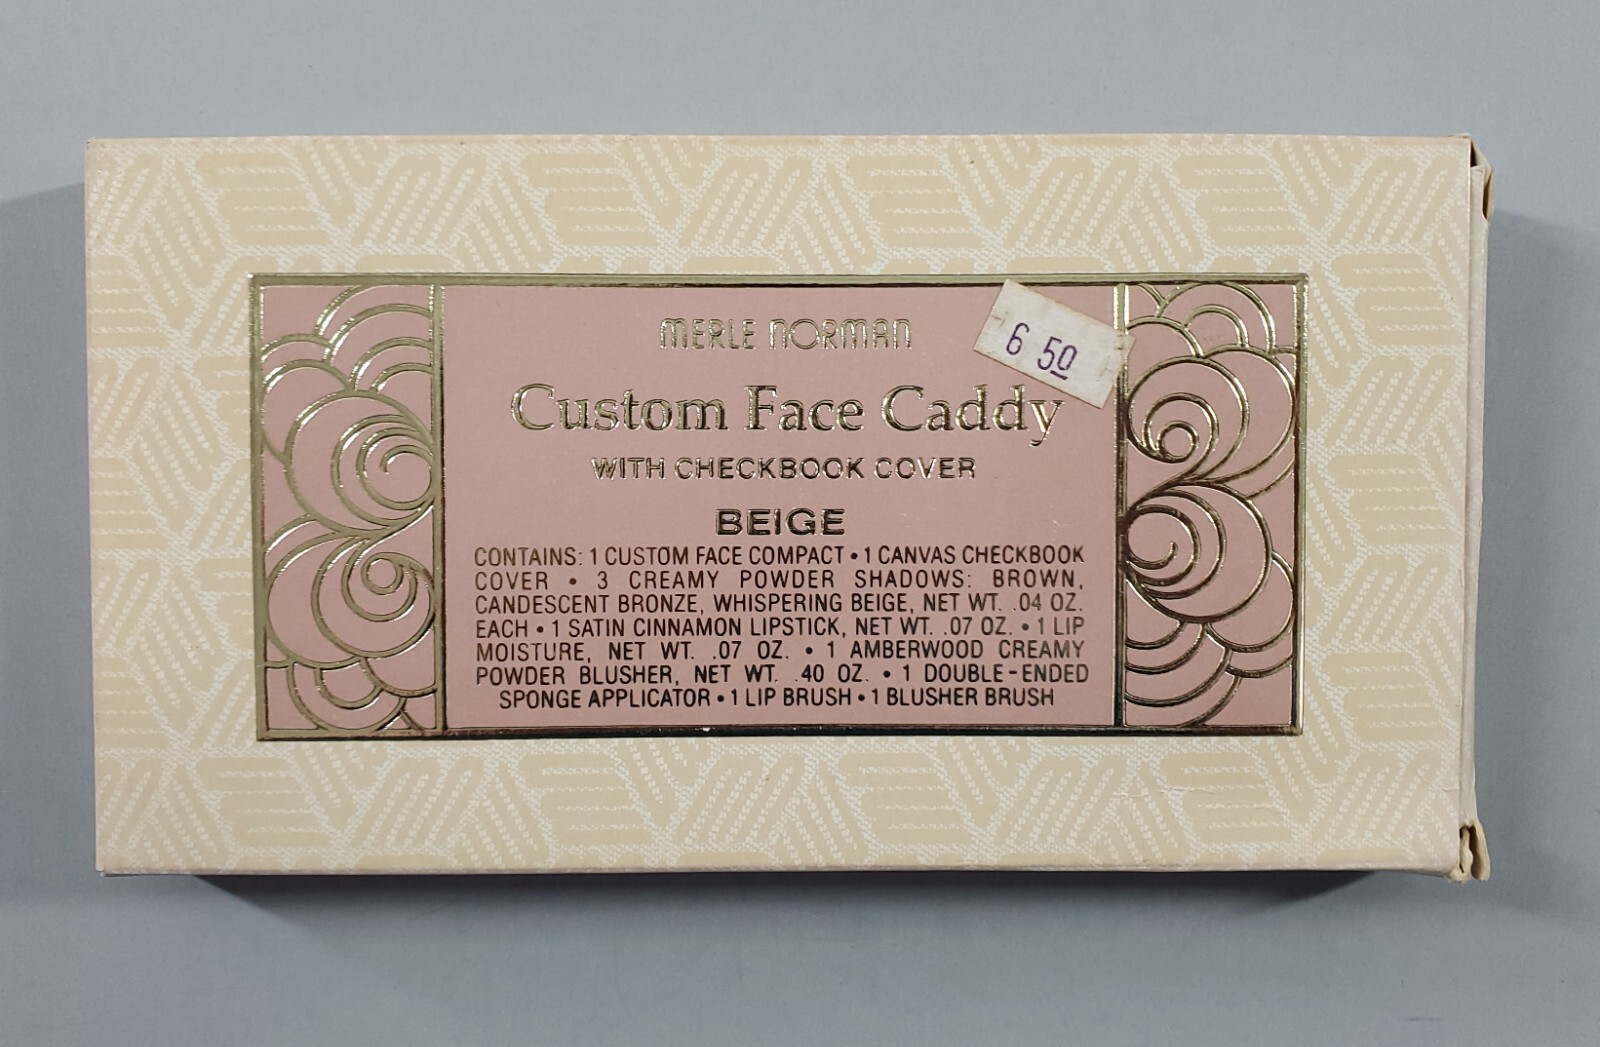 MERLE NORMAN
6 50
Custom Face Caddy
WITH CHECKBOOK COVER
BEIGE
CONTAINS: 1 CUSTOM FACE COMPACT • 1 CANVAS CHECKBOOK
COVER • 3 CREAMY POWDER SHADOWS: BROWN,
CANDESCENT BRONZE, WHISPERING BEIGE, NET WT. .04 OZ.
EACH • 1 SATIN CINNAMON LIPSTICK, NET WT. .07 OZ. • 1 LIP
MOISTURE, NET WT. .07 OZ. • 1 AMBERWOOD CREAMY
POWDER BLUSHER, NET WT. .40 OZ. • 1 DOUBLE-ENDED
SPONGE APPLICATOR • 1 LIP BRUSH • 1 BLUSHER BRUSH